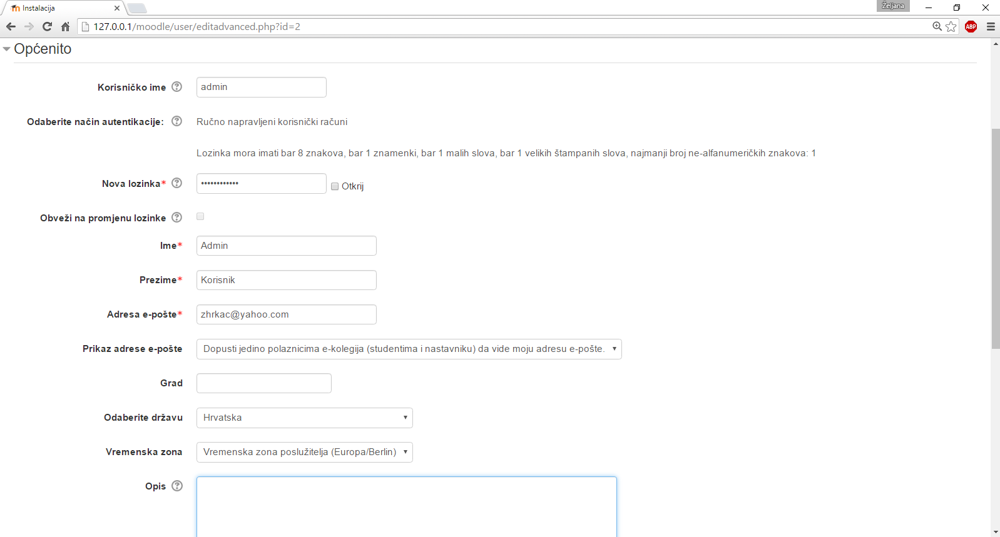 Instalacija
Željana
127.0.0.1/moodle/user/editadvanced.php?id=2
ABP
Općenito
Korisničko ime
admin
Odaberite način autentikacije:
Ručno napravljeni korisnički računi
Lozinka mora imati bar 8 znakova, bar 1 znamenki, bar 1 malih slova, bar 1 velikih štampanih slova, najmanji broj ne-alfanumeričkih znakova: 1
Nova lozinka*
••••••••••••
Otkrij
Obveži na promjenu lozinke
Ime*
Admin
Prezime*
Korisnik
Adresa e-pošte*
zhrkac@yahoo.com
Prikaz adrese e-pošte
Dopusti jedino polaznicima e-kolegija (studentima i nastavniku) da vide moju adresu e-pošte.
Grad
Odaberite državu
Hrvatska
Vremenska zona
Vremenska zona poslužitelja (Europa/Berlin)
Opis